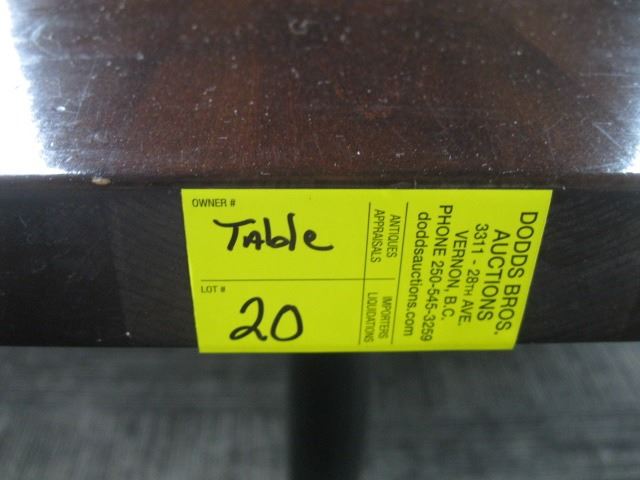 OWNER #
Table
LOT #
20
ANTIQUES
APPRAISALS
IMPORTERS
LIQUIDATIONS
DODDS BROS.
AUCTIONS
3311 - 28TH AVE.
VERNON, B.C.
PHONE 250-545-3259
doddsauctions.com